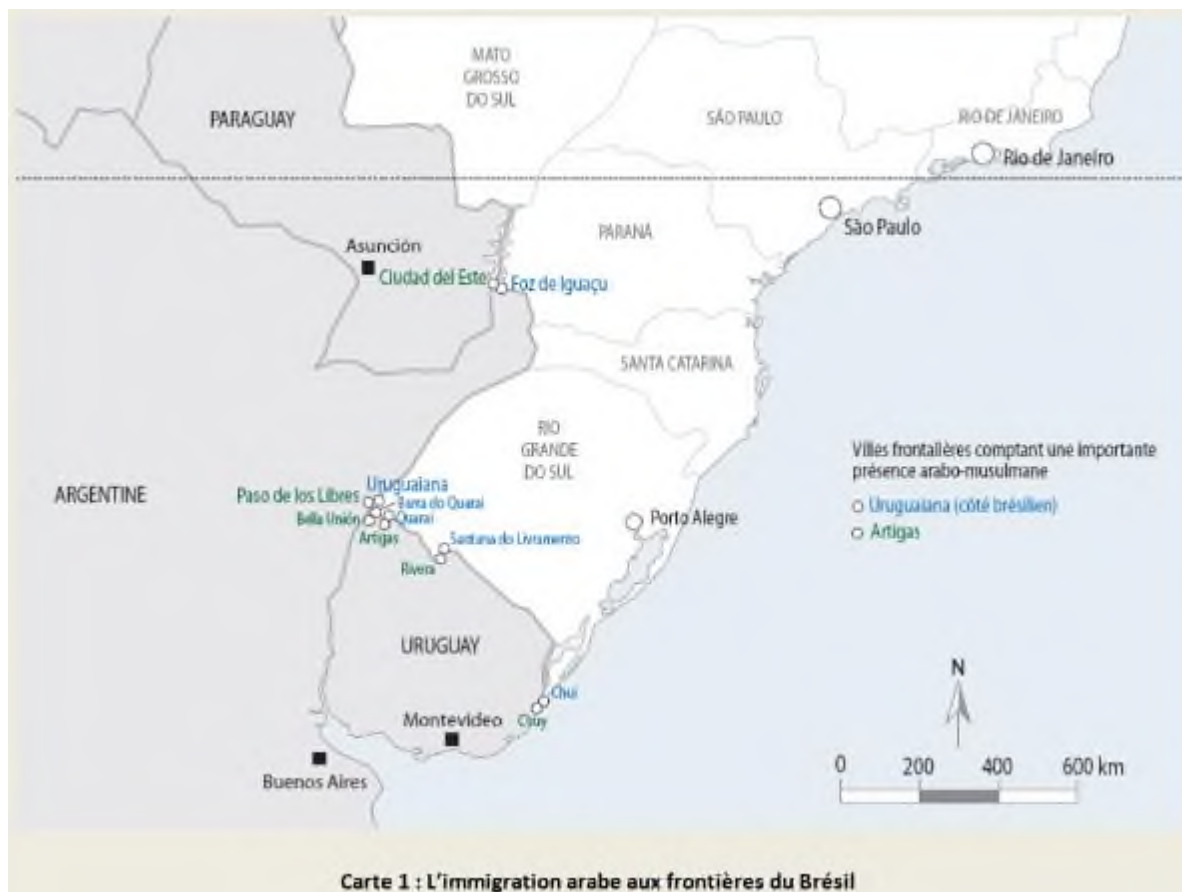 MATO
GROSSO
DO SUL
PARAGUAY
SÃO PAULO
RIO DE JANEIRO
Rio de Janeiro
São Paulo
PARANÁ
Asunción
Ciudad del Este
Foz de Iguaçu
SANTA CATARINA
RIO
GRANDE
DO SUL
Villes frontalières comptant une importante
présence arabo-musulmane
Uruguaiana (côté brésilien)
Artigas
ARGENTINE
Uruguaiana
Paso de los Libres
Barra do Quarai
Bella Unión
Quarai
Artigas
Porto Alegre
Santana do Livramento
Rivera
URUGUAY
N
Chui
Chuy
Montevideo
Buenos Aires
0 200 400 600 km
Carte 1 : L'immigration arabe aux frontières du Brésil